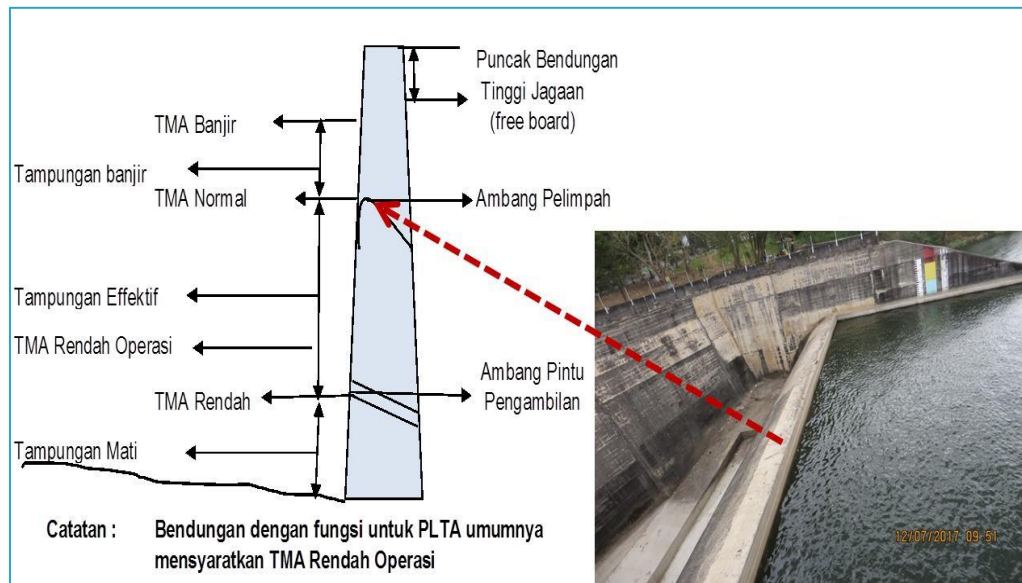 Puncak Bendungan
Tinggi Jagaan
(free board)
TMA Banjir
Tampungan banjir
TMA Normal
Ambang Pelimpah
Tampungan Effektif
TMA Rendah Operasi
Ambang Pintu
Pengambilan
TMA Rendah
Tampungan Mati
Catatan : Bendungan dengan fungsi untuk PLTA umumnya
mensyaratkan TMA Rendah Operasi
12/07/2017 09:51